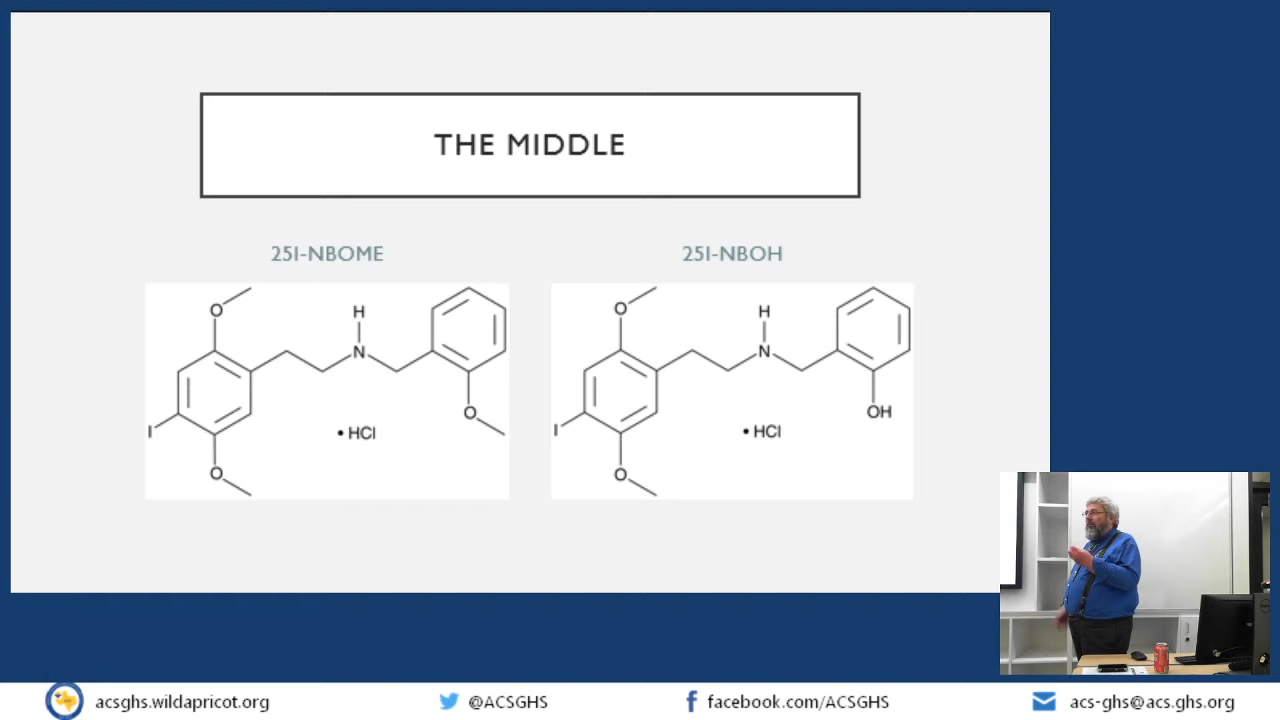 THE MIDDLE
25I-NBOME
25I-NBOH
O
H
N
I
O
O
• HCl
O
H
N
I
O
OH
• HCl
acsghs.wildapricot.org
@ACSGHS
facebook.com/ACSGHS
acs-ghs@acs.ghs.org